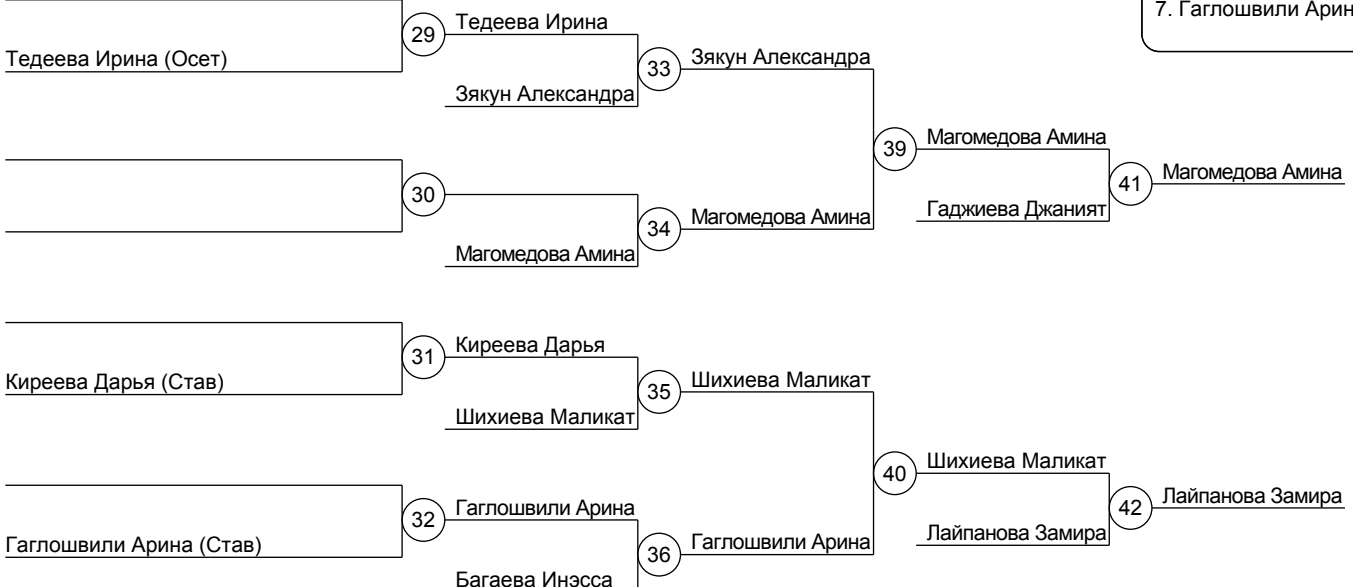 7. Гаглошвили Арин
29
Тедеева Ирина
Тедеева Ирина (Осет)
33
Зякун Александра
Зякун Александра
39
Магомедова Амина
30
41
Магомедова Амина
Гаджиева Джаният
34
Магомедова Амина
Магомедова Амина
31
Киреева Дарья
Киреева Дарья (Став)
35
Шихиева Маликат
Шихиева Маликат
40
Шихиева Маликат
32
Гаглошвили Арина
42
Лайпанова Замира
Лайпанова Замира
Гаглошвили Арина (Став)
36
Гаглошвили Арина
Багаева Инэсса